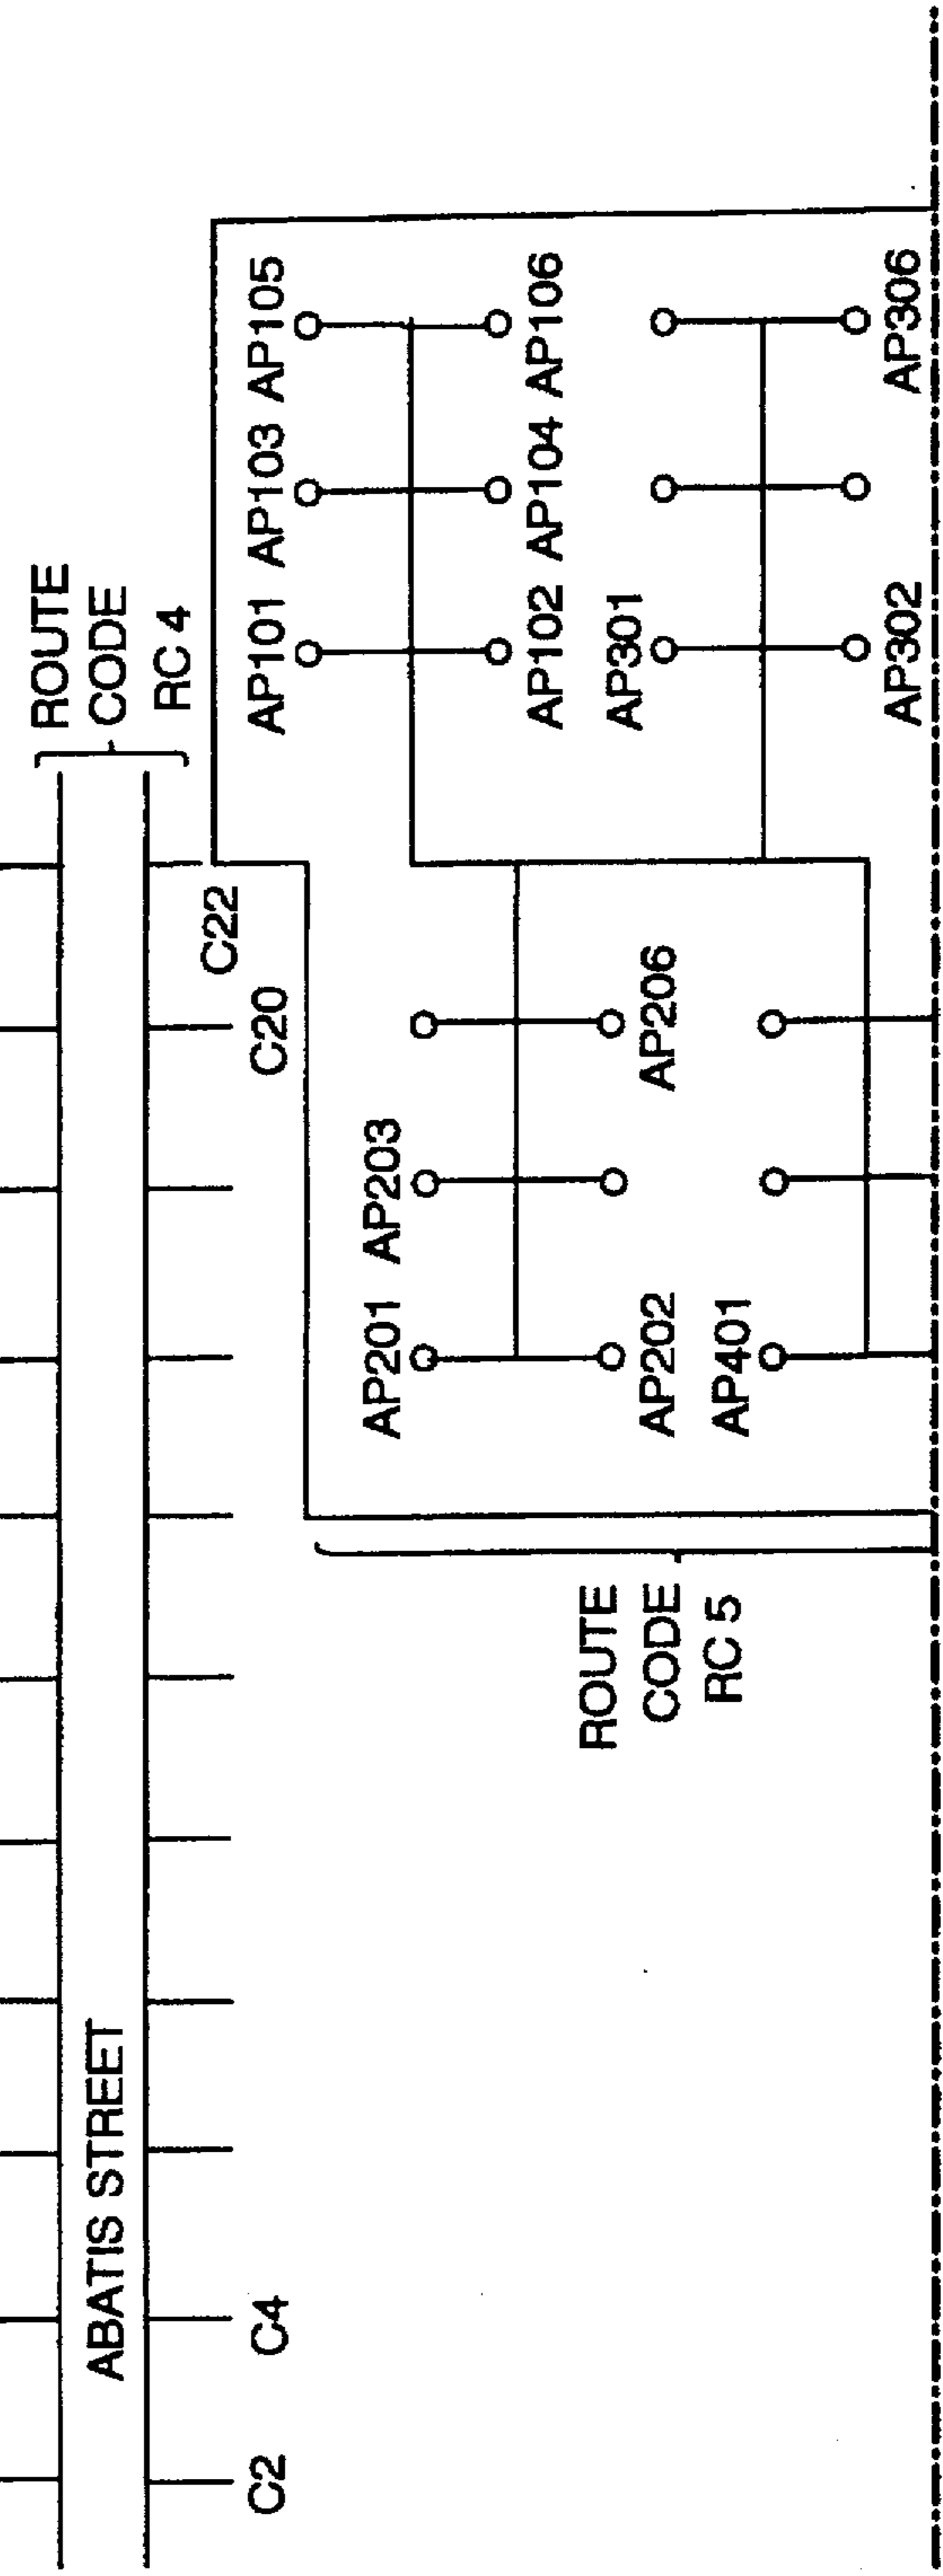 ROUTE
CODE
RC 4
ABATIS STREET
C2
C4
C20
C22
AP101 AP103 AP105
AP102 AP104 AP106
AP201 AP203
AP202
AP206
AP301
AP302
AP306
AP401
ROUTE
CODE
RC 5